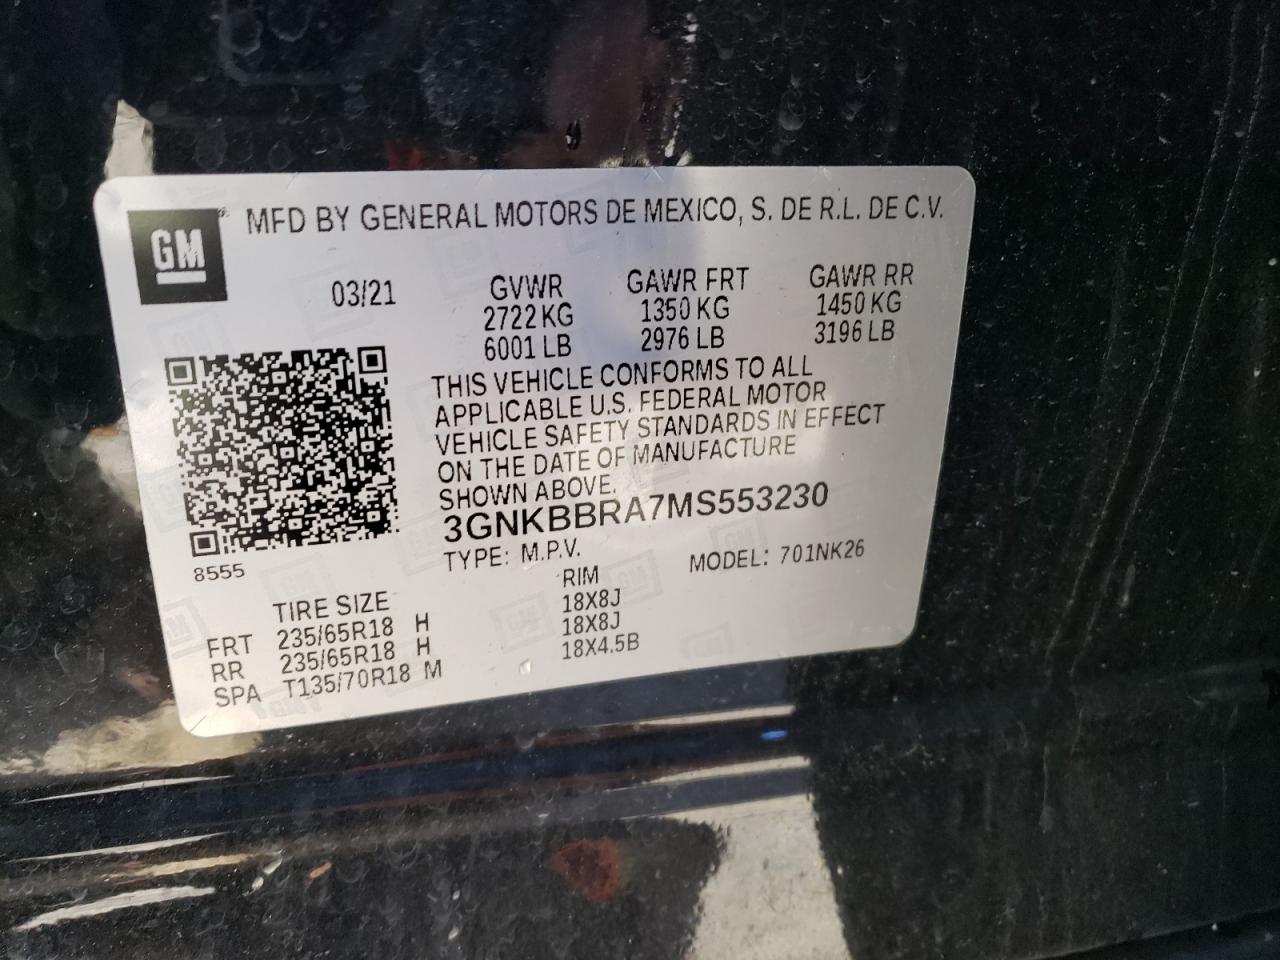 GM
MFD BY GENERAL MOTORS DE MEXICO, S. DE R.L. DE C.V.
03/21
GVWR GAWR FRT GAWR RR
2722 KG 1350 KG 1450 KG
6001 LB 2976 LB 3196 LB
THIS VEHICLE CONFORMS TO ALL
APPLICABLE U.S. FEDERAL MOTOR
VEHICLE SAFETY STANDARDS IN EFFECT
ON THE DATE OF MANUFACTURE
SHOWN ABOVE.
3GNKBBRA7MS553230
8555
TYPE: M.P.V. MODEL: 701NK26
TIRE SIZE RIM
FRT 235/65R18 H 18X8J
RR 235/65R18 H 18X8J
SPA T135/70R18 M 18X4.5B